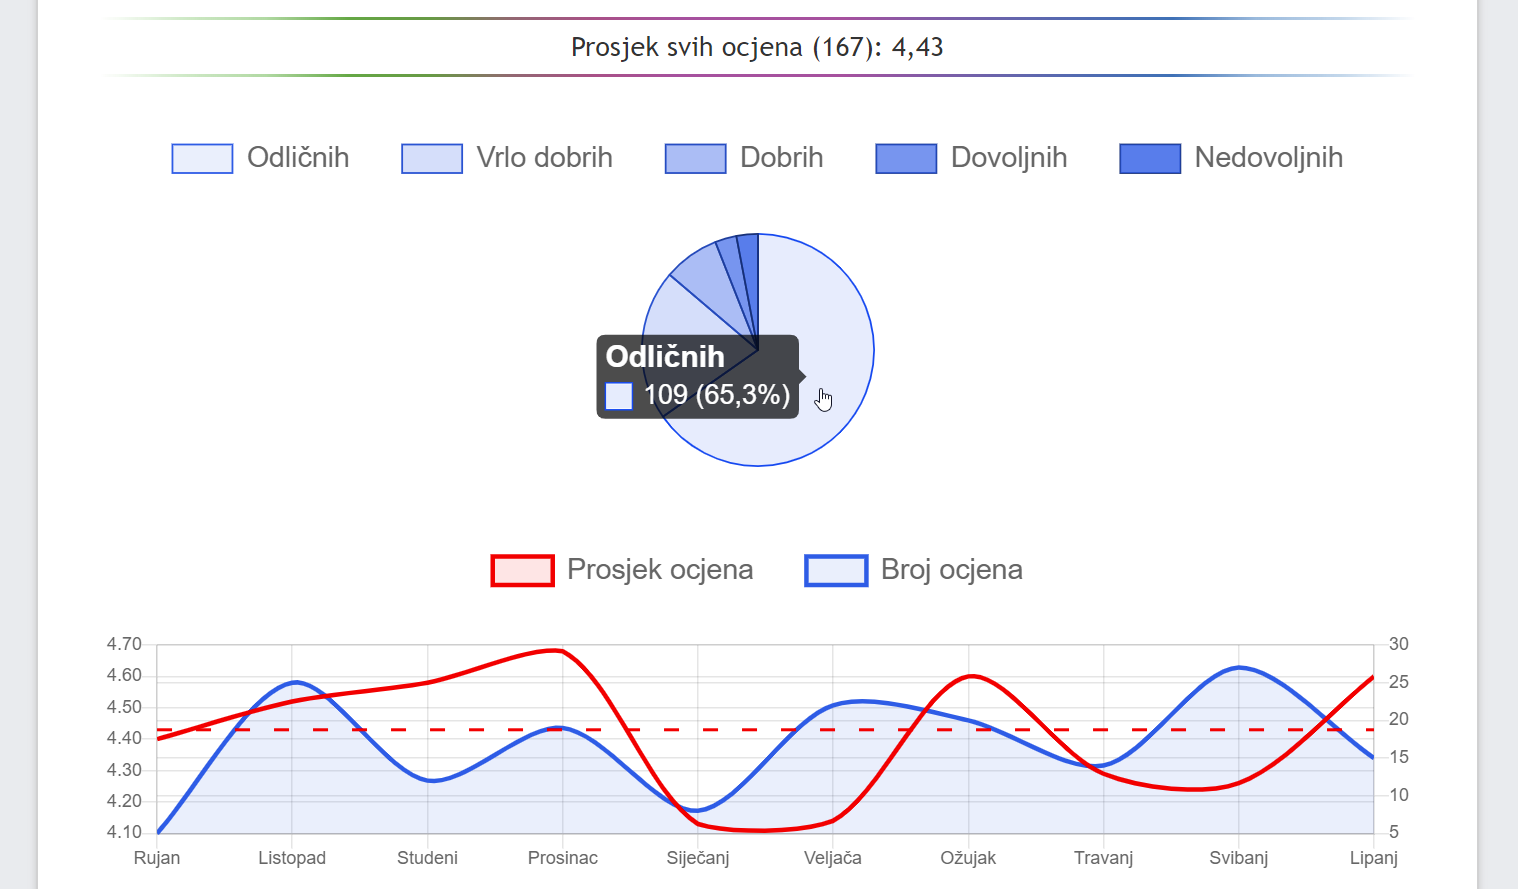 Prosjek svih ocjena (167): 4,43
Odličnih Vrlo dobrih Dobrih Dovoljnih Nedovoljnih
Odličnih
109 (65,3%)
Prosjek ocjena Broj ocjena
4.70 30
4.60 25
4.50 20
4.40 15
4.30 10
4.20 5
4.10
Rujan Listopad Studeni Prosinac Siječanj Veljača Ožujak Travanj Svibanj Lipanj